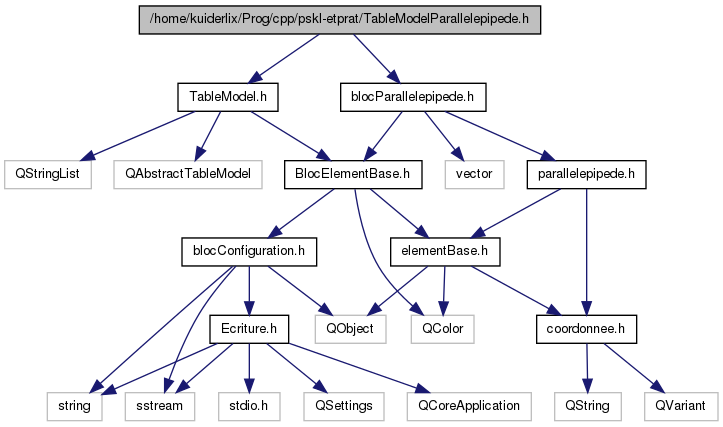 /home/kuiderlix/Prog/cpp/pskl-etprat/TableModelParallelepipede.h
TableModel.h
blocParallelepipede.h
QStringList
QAbstractTableModel
BlocElementBase.h
vector
parallelepipede.h
blocConfiguration.h
elementBase.h
Ecriture.h
QObject
QColor
coordonnee.h
string
sstream
stdio.h
QSettings
QCoreApplication
QString
QVariant